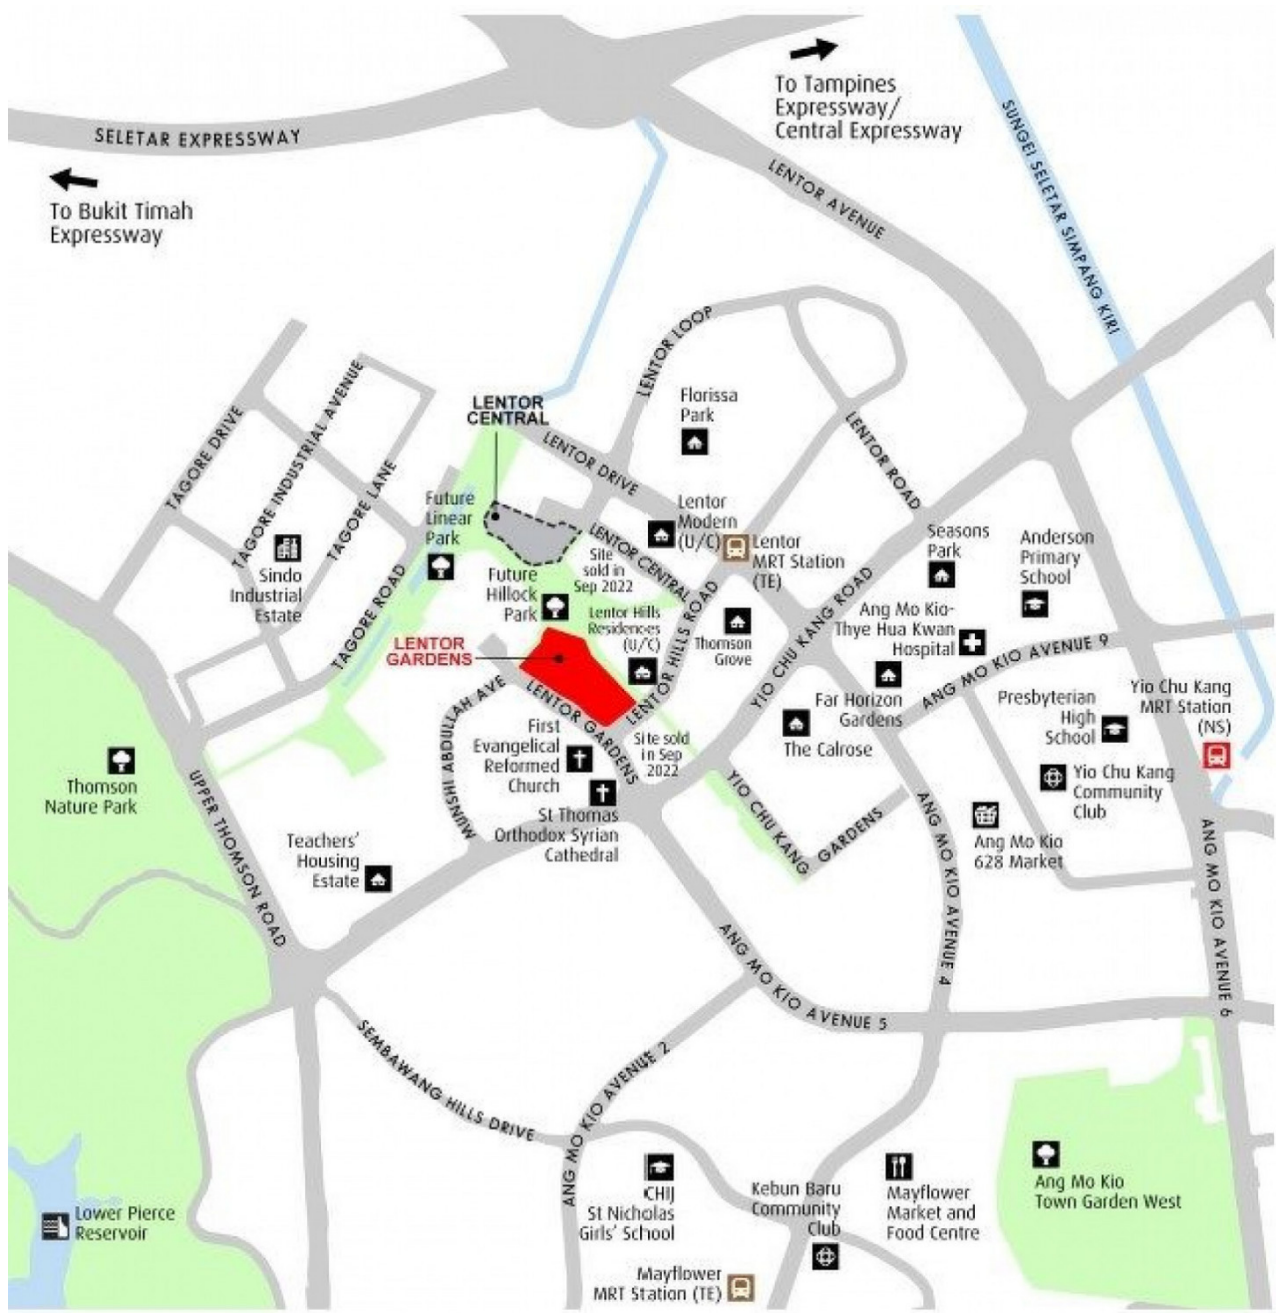 To Tampines
Expressway/
Central Expressway
SELETAR EXPRESSWAY
SUNGEI SELETAR SIMPANG KIRI
LENTOR AVENUE
To Bukit Timah
Expressway
LENTOR LOOP
LENTOR
CENTRAL
Florissa
Park
TAGORE DRIVE
TAGORE INDUSTRIAL AVENUE
TAGORE LANE
LENTOR DRIVE
LENTOR ROAD
Future
Linear
Park
Lentor
Modern
(U/C)
Lentor
MRT Station
(TE)
Seasons
Park
Anderson
Primary
School
Sindo
Industrial
Estate
TAGORE ROAD
Site
sold in
Sep 2022
LENTOR CENTRAL
Future
Hillock
Park
Lentor Hills
Residences
(U/C)
LENTOR HILLS ROAD
Thomson
Grove
YIO CHU KANG ROAD
Ang Mo Kio-
Thye Hua Kwan
Hospital
ANG MO KIO AVENUE 9
LENTOR
GARDENS
LENTOR GARDENS
MUNSHI ABDULLAH AVE
First
Evangelical
Reformed
Church
Site sold
in Sep
2022
Far Horizon
Gardens
The Calrose
Presbyterian
High
School
Yio Chu Kang
MRT Station
(NS)
Yio Chu Kang
Community
Club
Thomson
Nature Park
UPPER THOMSON ROAD
St Thomas
Orthodox Syrian
Cathedral
YIO CHU KANG
GARDENS
Ang Mo Kio
628 Market
Teachers'
Housing
Estate
ANG MO KIO AVENUE 4
ANG MO KIO AVENUE 6
ANG MO KIO AVENUE 5
SEMBAWANG HILLS DRIVE
ANG MO KIO AVENUE 2
CHIJ
St Nicholas
Girls' School
Kebun Baru
Community
Club
Mayflower
Market and
Food Centre
Ang Mo Kio
Town Garden West
Lower Pierce
Reservoir
Mayflower
MRT Station (TE)